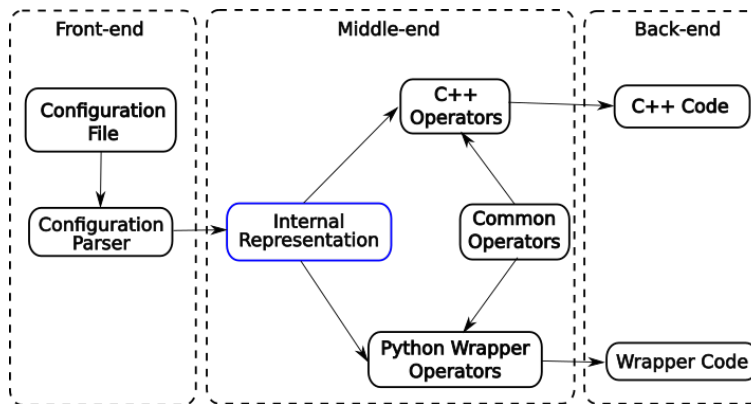 Front-end
Middle-end
Back-end
Configuration
File
C++
Operators
C++ Code
Configuration
Parser
Internal
Representation
Common
Operators
Python Wrapper
Operators
Wrapper Code